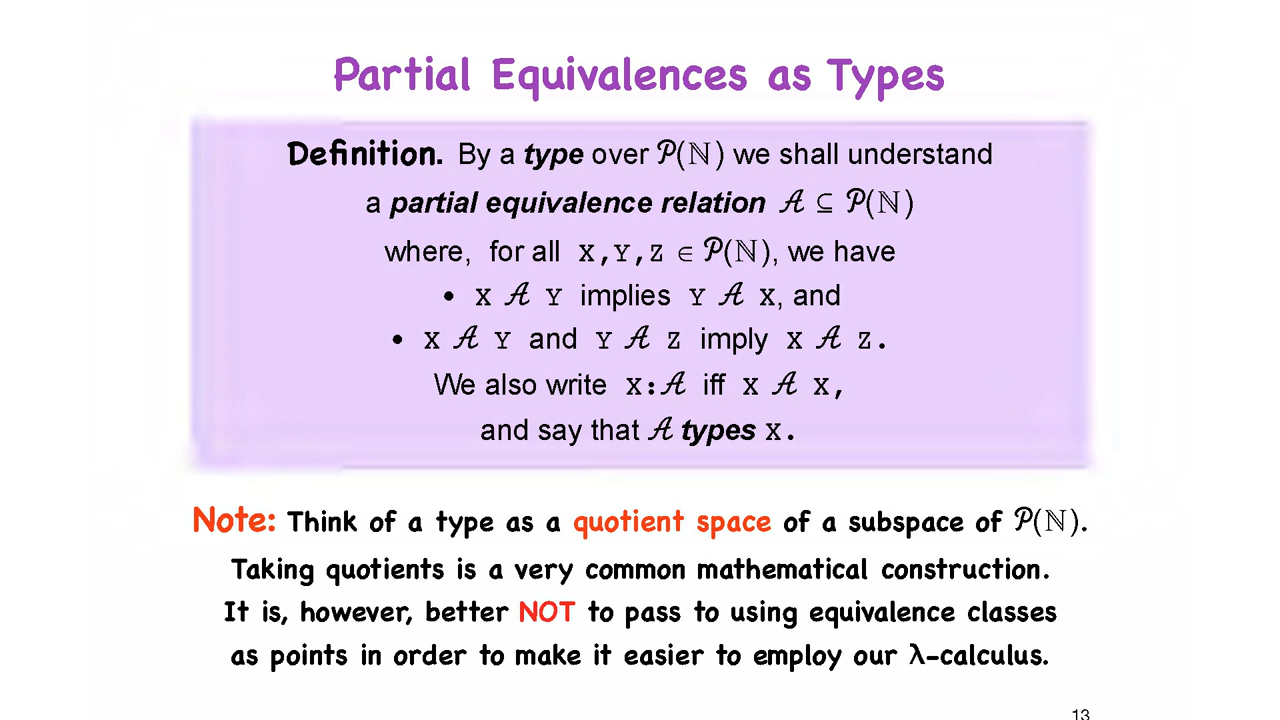 Partial Equivalences as Types
Definition. By a type over 𝒫(ℕ) we shall understand
a partial equivalence relation 𝒜 ⊆ 𝒫(ℕ)
where, for all X,Y,Z ∈ 𝒫(ℕ), we have
• X 𝒜 Y implies Y 𝒜 X, and
• X 𝒜 Y and Y 𝒜 Z imply X 𝒜 Z.
We also write X:𝒜 iff X 𝒜 X,
and say that 𝒜 types X.
Note: Think of a type as a quotient space of a subspace of 𝒫(ℕ).
Taking quotients is a very common mathematical construction.
It is, however, better NOT to pass to using equivalence classes
as points in order to make it easier to employ our λ-calculus.
13